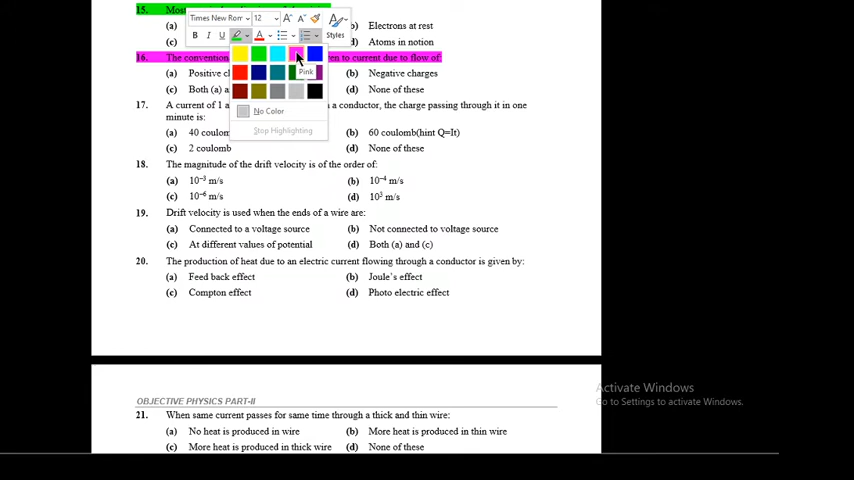 15. Most
Times New Rom 12 A A
(a) b) Electrons at rest
B I U A Styles
(c) (d) Atoms in notion
16. The convention en to current due to flow of:
Pink
(a) Positive c (b) Negative charges
(c) Both (a) a (d) None of these
17. A current of 1 a a conductor, the charge passing through it in one
minute is:
No Color
(a) 40 coulom (b) 60 coulomb(hint Q=It)
Stop Highlighting
(c) 2 coulomb (d) None of these
18. The magnitude of the drift velocity is of the order of:
(a) 10⁻³ m/s (b) 10⁻⁴ m/s
(c) 10⁻⁶ m/s (d) 10³ m/s
19. Drift velocity is used when the ends of a wire are:
(a) Connected to a voltage source (b) Not connected to voltage source
(c) At different values of potential (d) Both (a) and (c)
20. The production of heat due to an electric current flowing through a conductor is given by:
(a) Feed back effect (b) Joule's effect
(c) Compton effect (d) Photo electric effect
Activate Windows
Go to Settings to activate Windows.
OBJECTIVE PHYSICS PART-II
21. When same current passes for same time through a thick and thin wire:
(a) No heat is produced in wire (b) More heat is produced in thin wire
(c) More heat is produced in thick wire (d) None of these